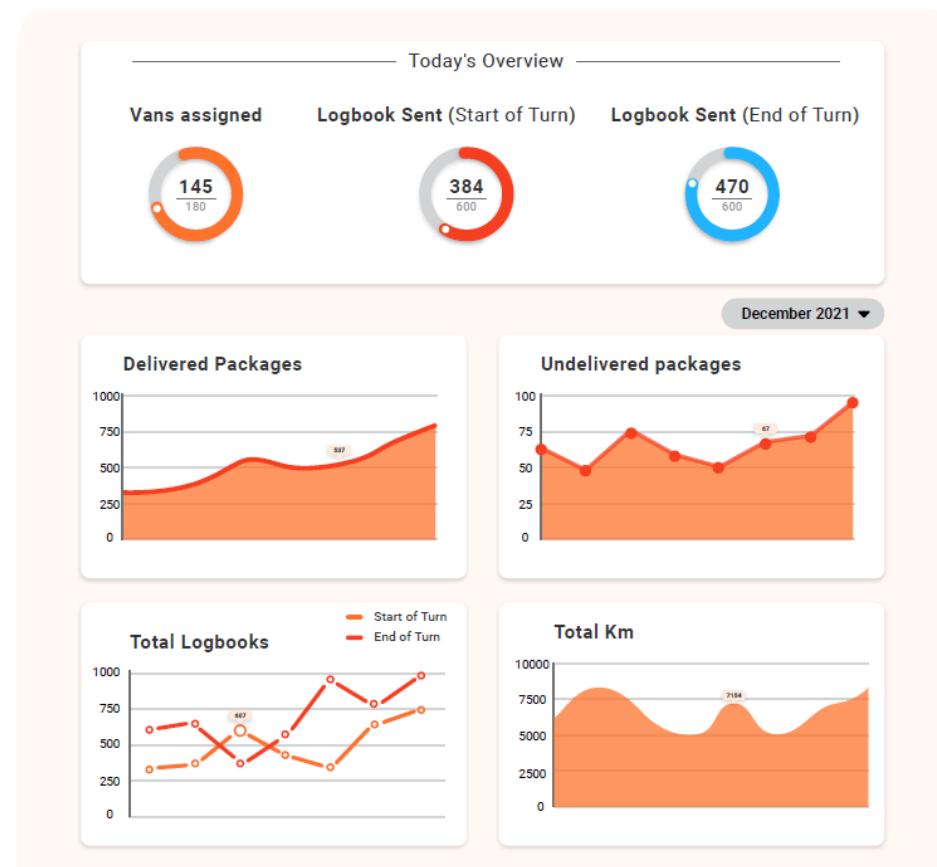 Today's Overview
Vans assigned
Logbook Sent (Start of Turn)
Logbook Sent (End of Turn)
145
180
384
600
470
600
December 2021
Delivered Packages
1000
750
500
250
0
Undelivered packages
100
75
50
25
0
67
Total Logbooks
Start of Turn
End of Turn
1000
750
500
250
0
607
Total Km
10000
7500
5000
2500
0
7154